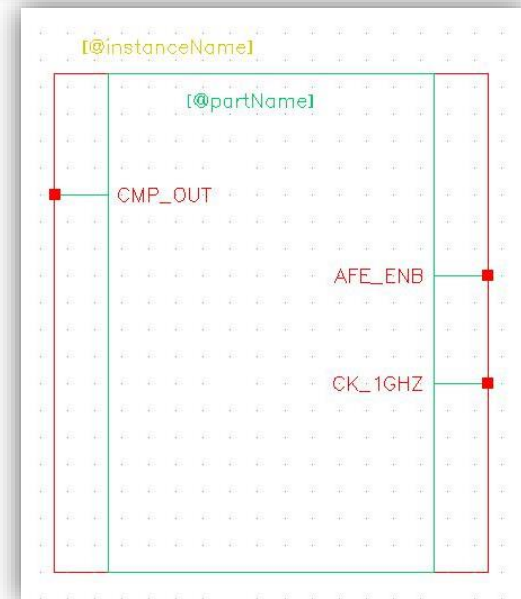 [@instanceName]
[@partName]
CMP_OUT
AFE_ENB
CK_1GHZ